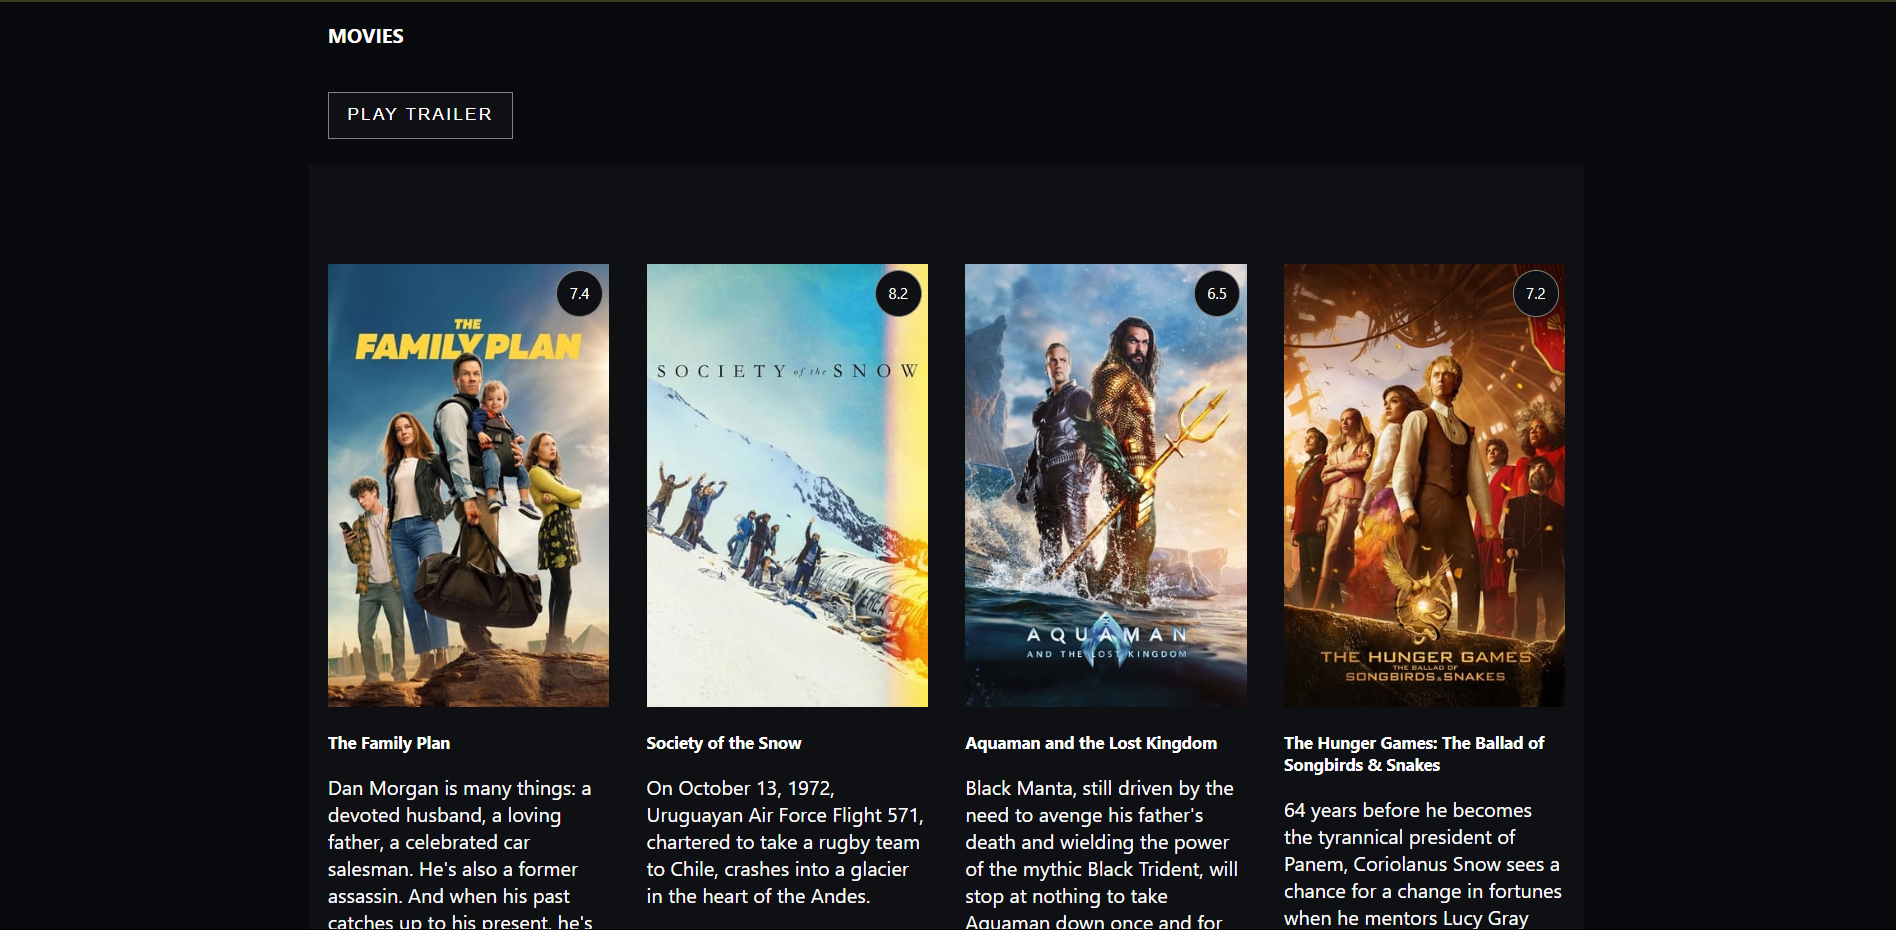 MOVIES
PLAY TRAILER
7.4
THE
FAMILY PLAN
8.2
SOCIETY of the SNOW
6.5
AQUAMAN
AND THE LOST KINGDOM
7.2
THE HUNGER GAMES
THE BALLAD OF
SONGBIRDS & SNAKES
The Family Plan
Dan Morgan is many things: a
devoted husband, a loving
father, a celebrated car
salesman. He's also a former
assassin. And when his past
catches up to his present, he's
Society of the Snow
On October 13, 1972,
Uruguayan Air Force Flight 571,
chartered to take a rugby team
to Chile, crashes into a glacier
in the heart of the Andes.
Aquaman and the Lost Kingdom
Black Manta, still driven by the
need to avenge his father's
death and wielding the power
of the mythic Black Trident, will
stop at nothing to take
Aquaman down once and for
The Hunger Games: The Ballad of
Songbirds & Snakes
64 years before he becomes
the tyrannical president of
Panem, Coriolanus Snow sees a
chance for a change in fortunes
when he mentors Lucy Gray